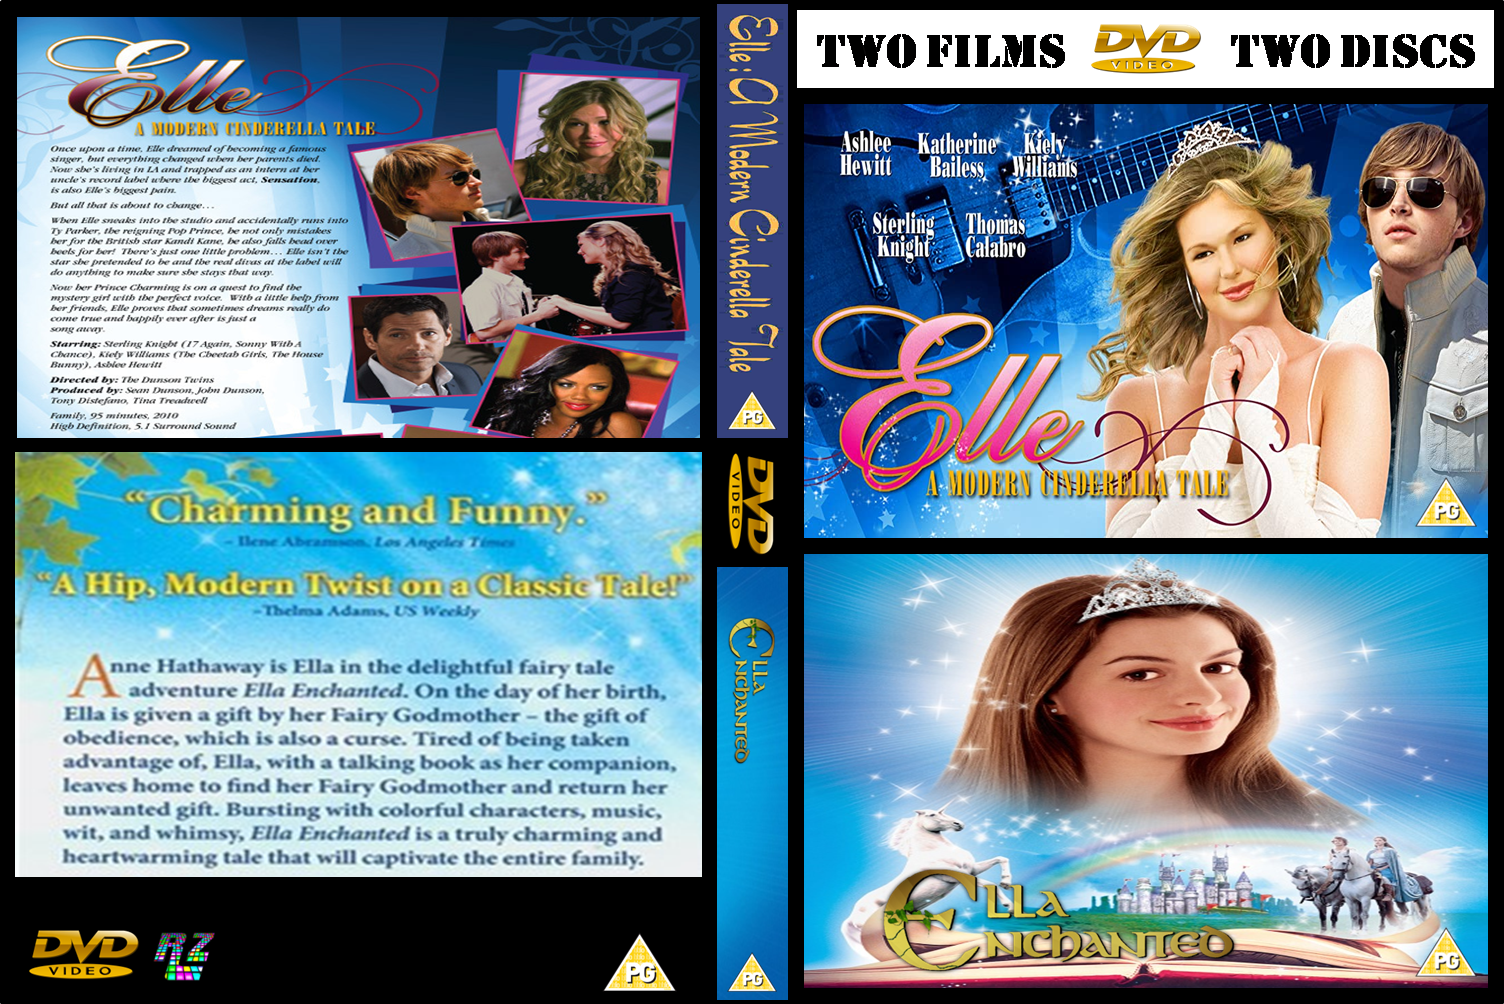 Elle
A MODERN CINDERELLA TALE
Once upon a time, Elle dreamed of becoming a famous
singer, but everything changed when her parents died.
Now she's living in LA and trapped as an intern at her
uncle's record label where the biggest act, Sensation,
is also Elle's biggest pain.
But all that is about to change...
When Elle sneaks into the studio and accidentally runs into
Ty Parker, the reigning Pop Prince, he not only mistakes
her for the British star Kandi Kane, he also falls head over
heels for her! There's just one little problem... Elle isn't the
star she pretended to be and the real divas at the label will
do anything to make sure she stays that way.
Now her Prince Charming is on a quest to find the
mystery girl with the perfect voice. With a little help from
her friends, Elle proves that sometimes dreams really do
come true and happily ever after is just a
song away.
Starring: Sterling Knight (17 Again, Sonny With A
Chance), Kiely Williams (The Cheetah Girls, The House
Bunny), Ashlee Hewitt
Directed by: The Dunson Twins
Produced by: Sean Dunson, John Dunson,
Tony Distefano, Tina Treadwell
Family, 95 minutes, 2010
High Definition, 5.1 Surround Sound
"Charming and Funny."
– Ilene Abramson, Los Angeles Times
"A Hip, Modern Twist on a Classic Tale!"
–Thelma Adams, US Weekly
Anne Hathaway is Ella in the delightful fairy tale
adventure Ella Enchanted. On the day of her birth,
Ella is given a gift by her Fairy Godmother – the gift of
obedience, which is also a curse. Tired of being taken
advantage of, Ella, with a talking book as her companion,
leaves home to find her Fairy Godmother and return her
unwanted gift. Bursting with colorful characters, music,
wit, and whimsy, Ella Enchanted is a truly charming and
heartwarming tale that will captivate the entire family.
DVD
VIDEO
RZ
PG
Elle : A Modern Cinderella Tale
PG
DVD
VIDEO
Ella
Enchanted
PG
TWO FILMS DVD VIDEO TWO DISCS
Ashlee Hewitt
Katherine Bailess
Kiely Williams
Sterling Knight
Thomas Calabro
Elle
A MODERN CINDERELLA TALE
PG
Ella
Enchanted
PG